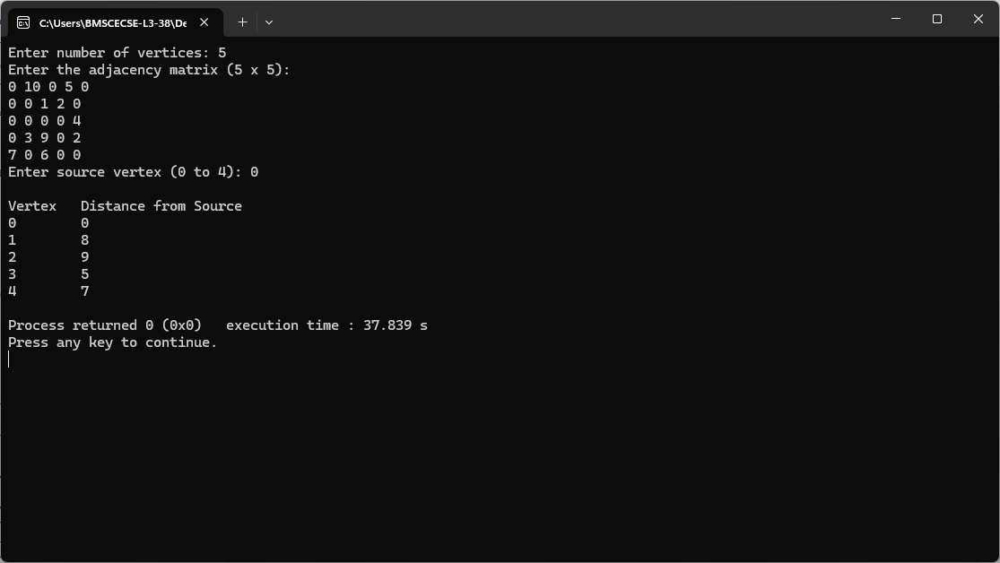 C:\Users\BMSCECSE-L3-38\De
Enter number of vertices: 5
Enter the adjacency matrix (5 x 5):
0 10 0 5 0
0 0 1 2 0
0 0 0 0 4
0 3 9 0 2
7 0 6 0 0
Enter source vertex (0 to 4): 0
Vertex   Distance from Source
0        0
1        8
2        9
3        5
4        7
Process returned 0 (0x0)   execution time : 37.839 s
Press any key to continue.